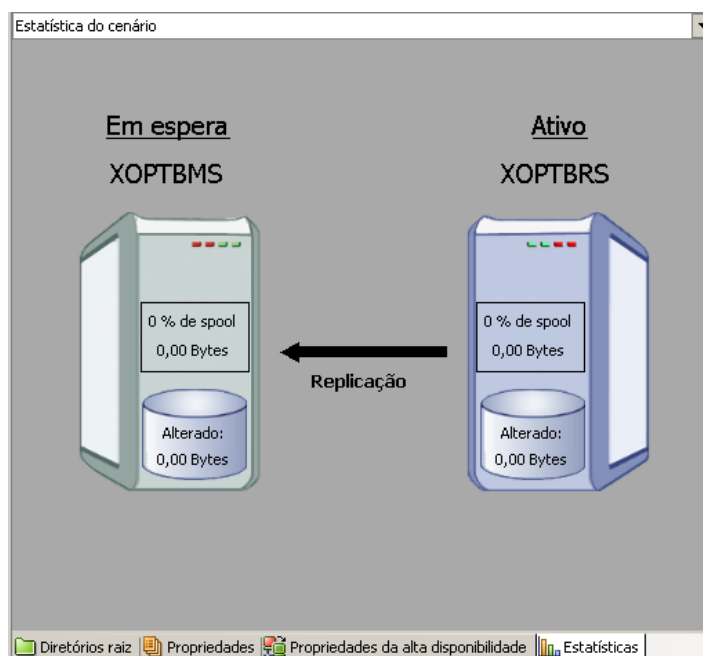 Estatística do cenário
Em espera
XOPTBMS
Ativo
XOPTBRS
0 % de spool
0,00 Bytes
Alterado:
0,00 Bytes
Replicação
0 % de spool
0,00 Bytes
Alterado:
0,00 Bytes
Diretórios raiz
Propriedades
Propriedades da alta disponibilidade
Estatísticas